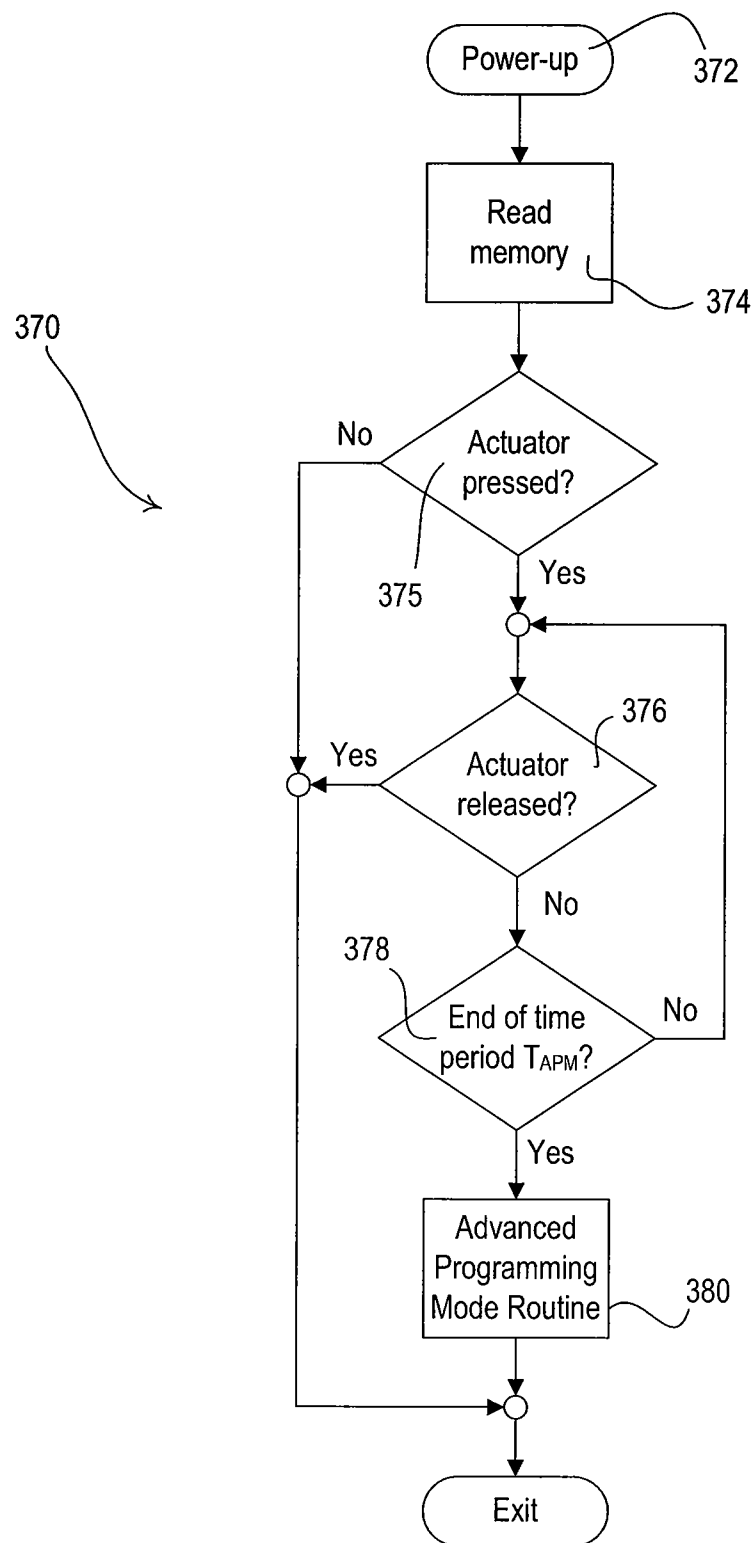 Power-up
372
Read
memory
374
370
No
Actuator
pressed?
375
Yes
376
Yes
Actuator
released?
No
378
End of time
period TAPM?
No
Yes
Advanced
Programming
Mode Routine
380
Exit